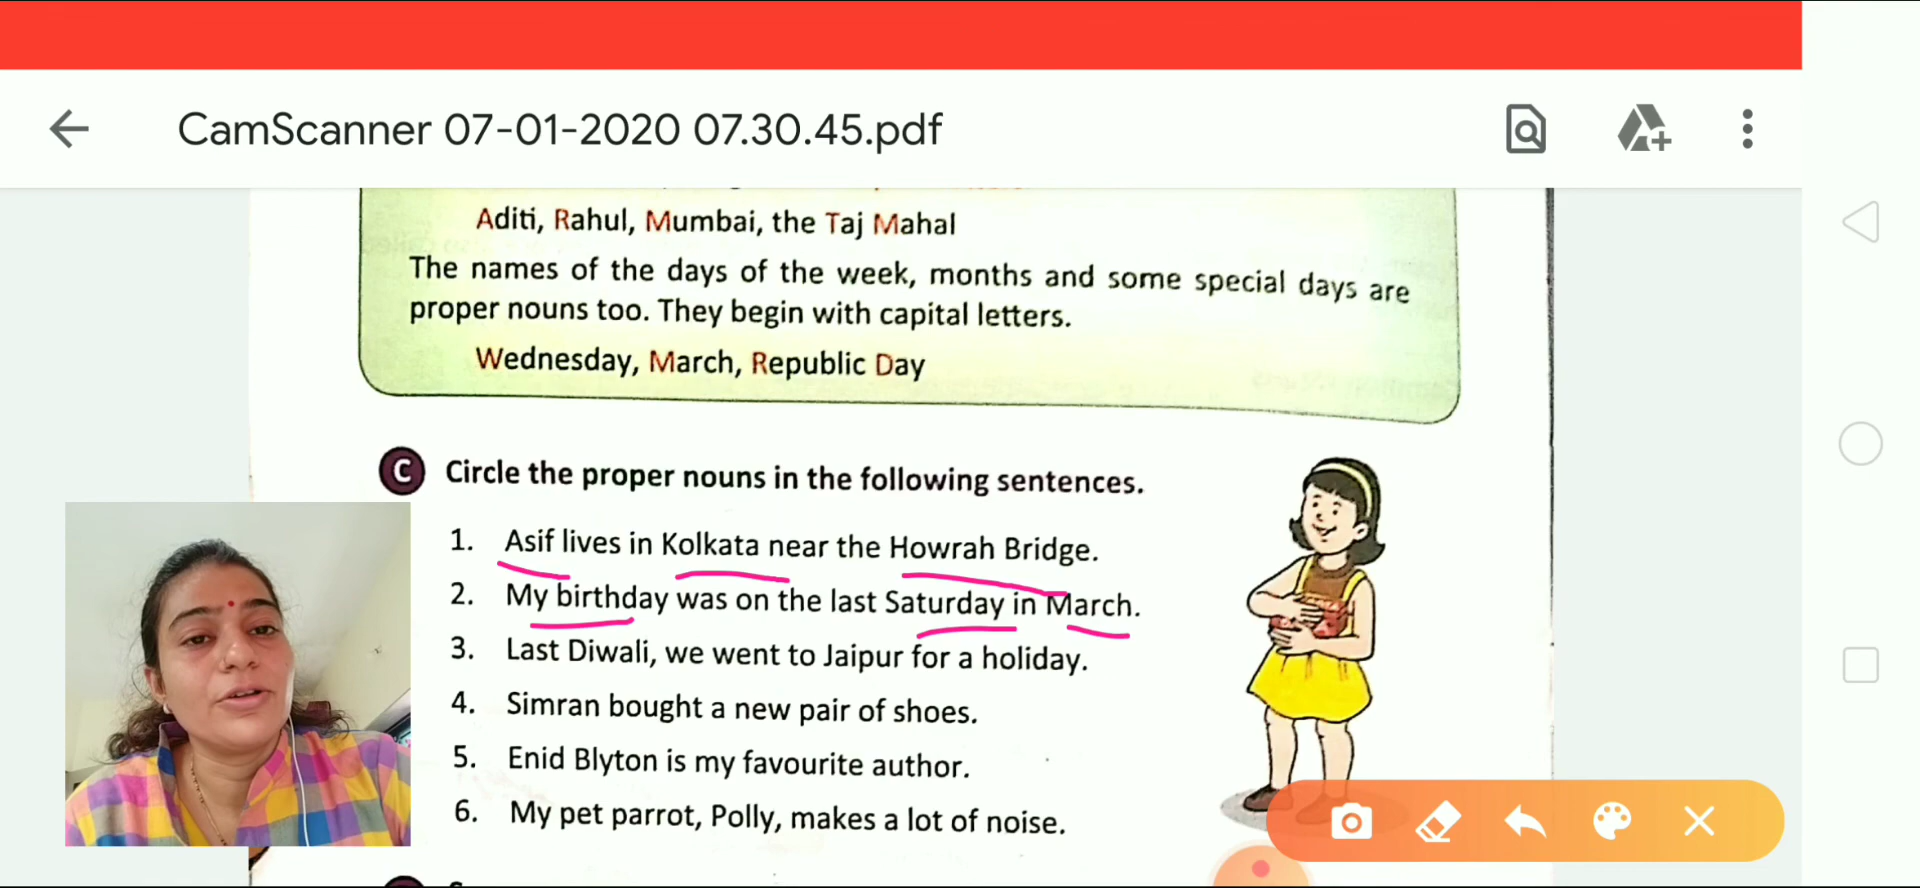 CamScanner 07-01-2020 07.30.45.pdf
Aditi, Rahul, Mumbai, the Taj Mahal
The names of the days of the week, months and some special days are
proper nouns too. They begin with capital letters.
Wednesday, March, Republic Day
C Circle the proper nouns in the following sentences.
1. Asif lives in Kolkata near the Howrah Bridge.
2. My birthday was on the last Saturday in March.
3. Last Diwali, we went to Jaipur for a holiday.
4. Simran bought a new pair of shoes.
5. Enid Blyton is my favourite author.
6. My pet parrot, Polly, makes a lot of noise.